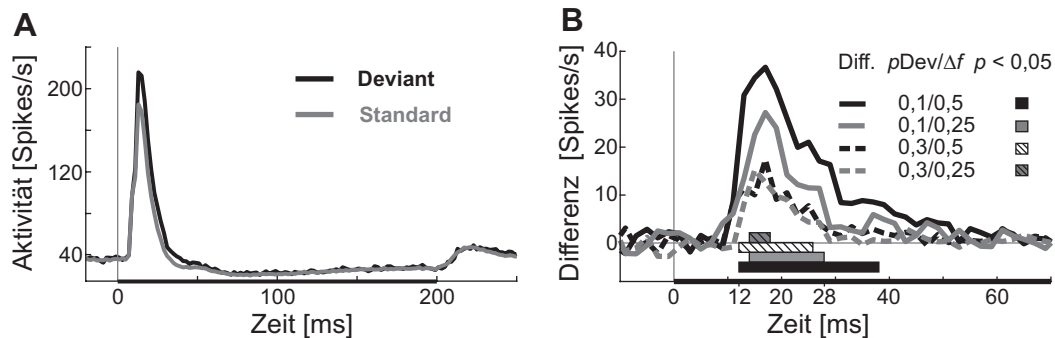 A
Aktivität [Spikes/s]
200
120
40
0
100
200
Zeit [ms]
Deviant
Standard
B
Differenz [Spikes/s]
40
30
20
10
0
0
12
20
28
40
60
Zeit [ms]
Diff. pDev/Δf p < 0,05
0,1/0,5
0,1/0,25
0,3/0,5
0,3/0,25